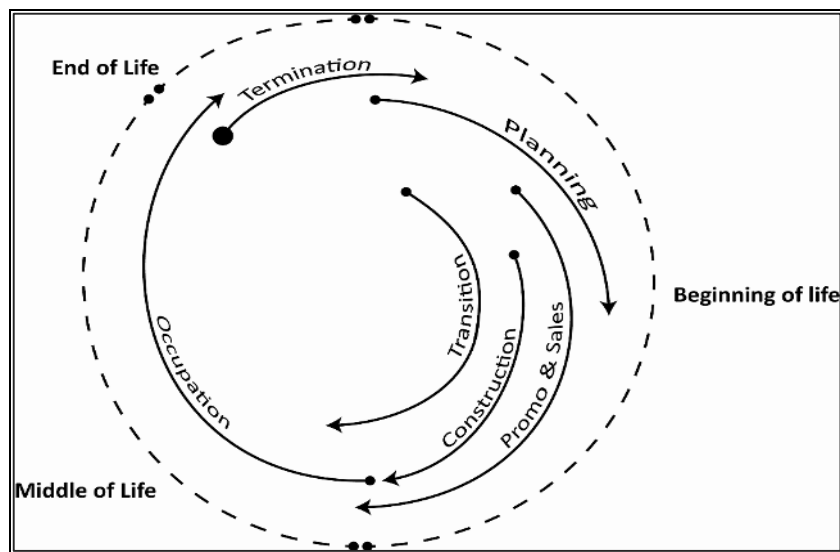 End of Life
Termination
Planning
Transition
Beginning of life
Construction
Promo & Sales
Occupation
Middle of Life